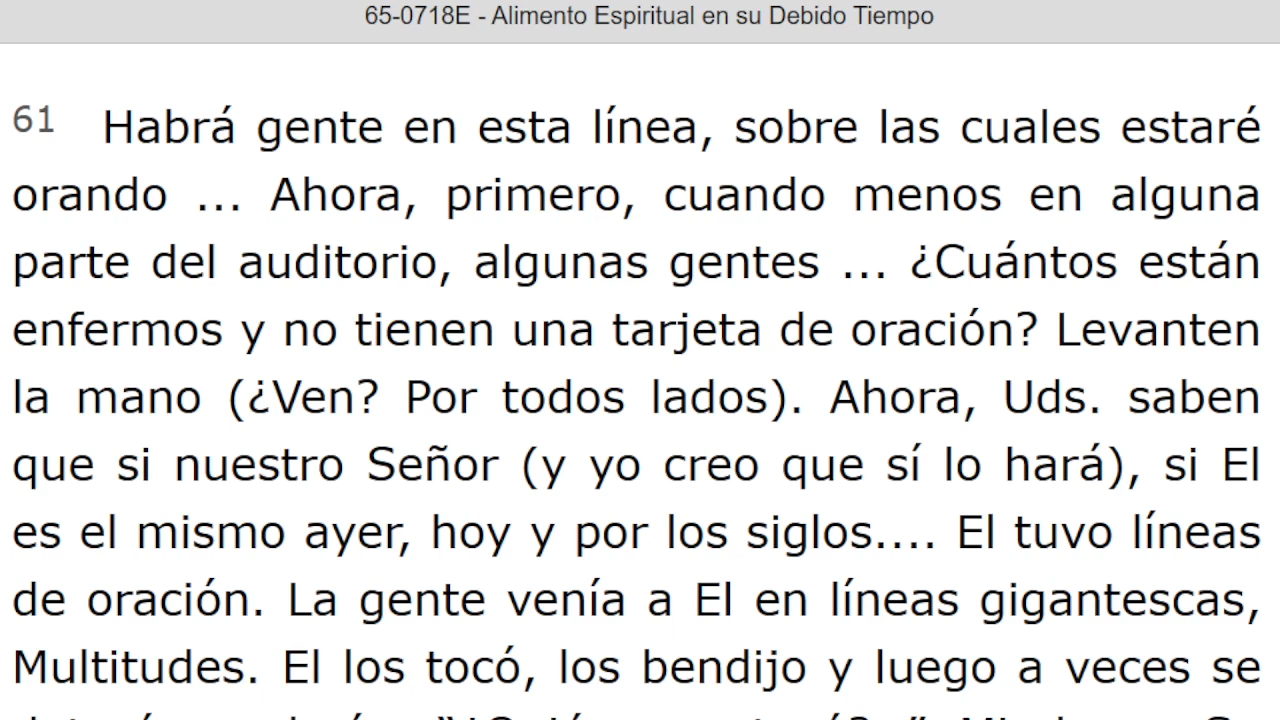 65-0718E - Alimento Espiritual en su Debido Tiempo
61 Habrá gente en esta línea, sobre las cuales estaré
orando ... Ahora, primero, cuando menos en alguna
parte del auditorio, algunas gentes ... ¿Cuántos están
enfermos y no tienen una tarjeta de oración? Levanten
la mano (¿Ven? Por todos lados). Ahora, Uds. saben
que si nuestro Señor (y yo creo que sí lo hará), si El
es el mismo ayer, hoy y por los siglos.... El tuvo líneas
de oración. La gente venía a El en líneas gigantescas,
Multitudes. El los tocó, los bendijo y luego a veces se